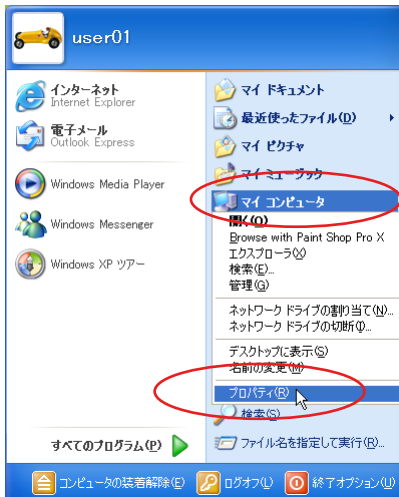 user01
インターネット
Internet Explorer
電子メール
Outlook Express
Windows Media Player
Windows Messenger
Windows XP ツアー
すべてのプログラム(P)
マイ ドキュメント
最近使ったファイル(D)
マイ ピクチャ
マイ ミュージック
マイ コンピュータ
開く(O)
Browse with Paint Shop Pro X
エクスプローラ(X)
検索(E)...
管理(G)
ネットワーク ドライブの割り当て(N)...
ネットワーク ドライブの切断(I)...
デスクトップに表示(S)
名前の変更(M)
プロパティ(R)
検索(S)
ファイル名を指定して実行(R)...
コンピュータの装着解除(E)
ログオフ(L)
終了オプション(U)